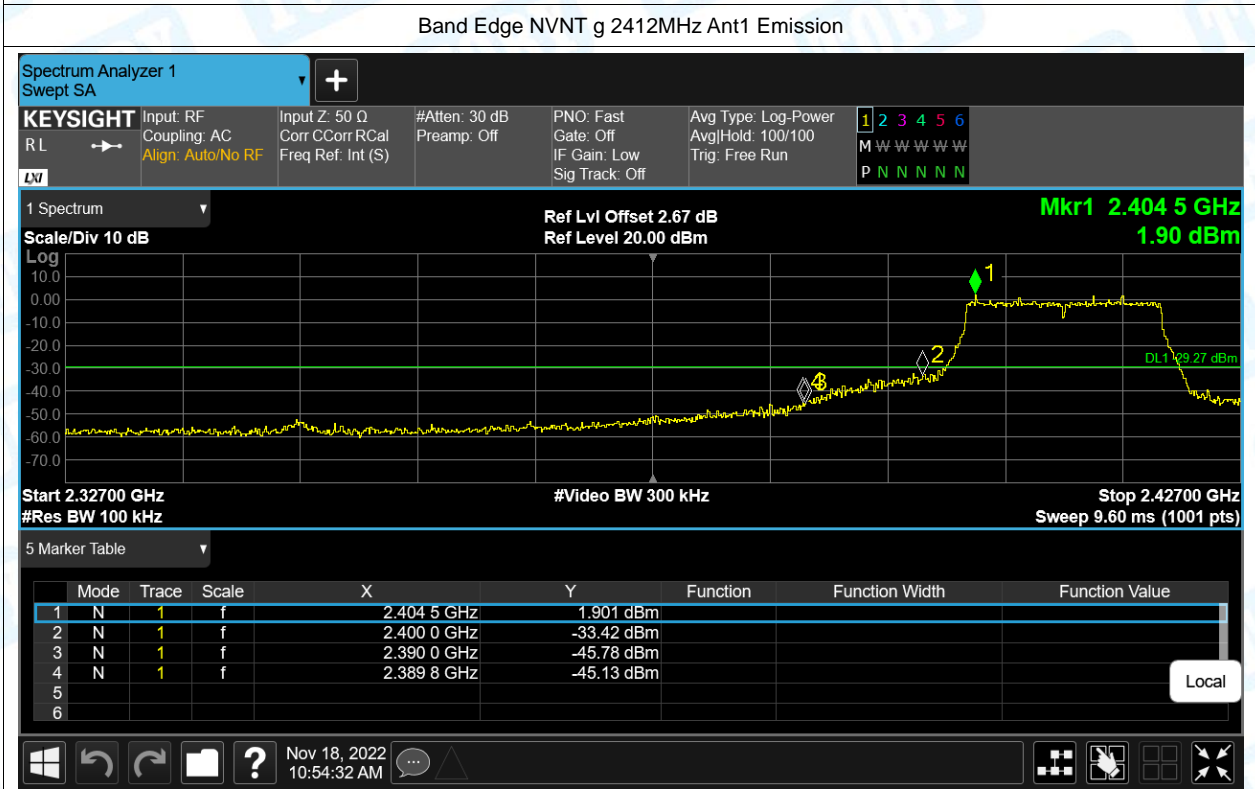 Band Edge NVNT g 2412MHz Ant1 Emission
Spectrum Analyzer 1
Swept SA
KEYSIGHT
RL
LXI
Input: RF
Coupling: AC
Align: Auto/No RF
Input Z: 50 Ω
Corr CCorr RCal
Freq Ref: Int (S)
#Atten: 30 dB
Preamp: Off
PNO: Fast
Gate: Off
IF Gain: Low
Sig Track: Off
Avg Type: Log-Power
Avg|Hold: 100/100
Trig: Free Run
1 2 3 4 5 6
M W W W W W W
P N N N N N
1 Spectrum
Scale/Div 10 dB
Ref Lvl Offset 2.67 dB
Ref Level 20.00 dBm
Mkr1 2.404 5 GHz
1.90 dBm
Log
10.0
0.00
-10.0
-20.0
-30.0
-40.0
-50.0
-60.0
-70.0
1
2
DL1 -29.27 dBm
Start 2.32700 GHz
#Res BW 100 kHz
#Video BW 300 kHz
Stop 2.42700 GHz
Sweep 9.60 ms (1001 pts)
5 Marker Table
Mode Trace Scale X Y Function Function Width Function Value
1 N 1 f 2.404 5 GHz 1.901 dBm
2 N 1 f 2.400 0 GHz -33.42 dBm
3 N 1 f 2.390 0 GHz -45.78 dBm
4 N 1 f 2.389 8 GHz -45.13 dBm
5
6
Local
?
Nov 18, 2022
10:54:32 AM